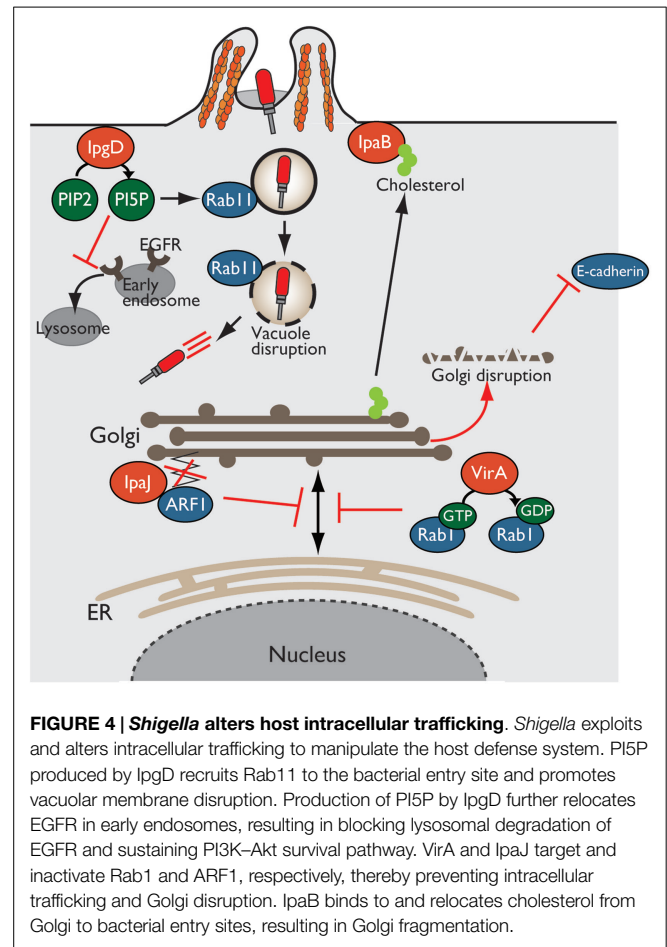 IpgD
IpaB
PIP2
PI5P
Rab11
Cholesterol
EGFR
Early
endosome
Rab11
E-cadherin
Lysosome
Vacuole
disruption
Golgi disruption
Golgi
IpaJ
ARF1
VirA
GTP
GDP
Rab1
Rab1
ER
Nucleus
FIGURE 4 | Shigella alters host intracellular trafficking. Shigella exploits
and alters intracellular trafficking to manipulate the host defense system. PI5P
produced by IpgD recruits Rab11 to the bacterial entry site and promotes
vacuolar membrane disruption. Production of PI5P by IpgD further relocates
EGFR in early endosomes, resulting in blocking lysosomal degradation of
EGFR and sustaining PI3K–Akt survival pathway. VirA and IpaJ target and
inactivate Rab1 and ARF1, respectively, thereby preventing intracellular
trafficking and Golgi disruption. IpaB binds to and relocates cholesterol from
Golgi to bacterial entry sites, resulting in Golgi fragmentation.